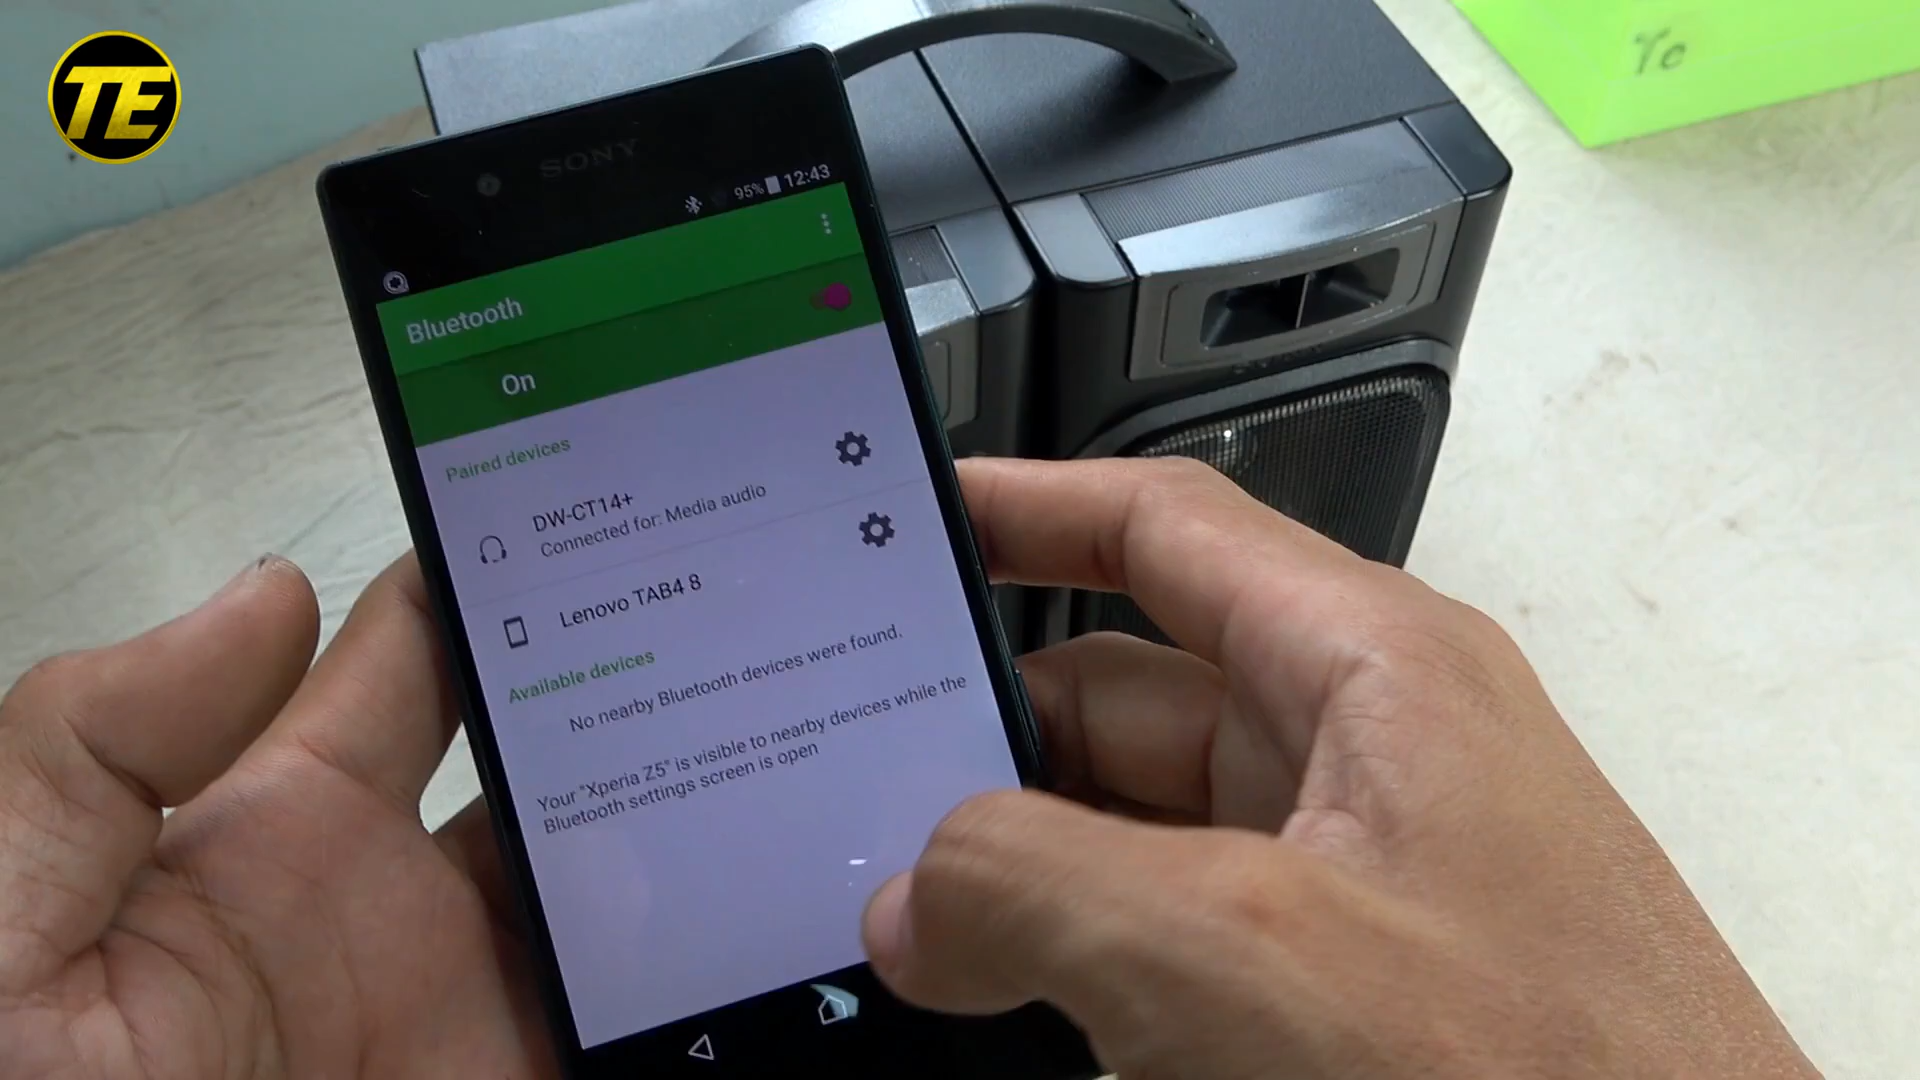 TE
Tc
SONY
95% 12:43
Bluetooth
On
Paired devices
DW-CT14+
Connected for: Media audio
Lenovo TAB4 8
Available devices
No nearby Bluetooth devices were found.
Your "Xperia Z5" is visible to nearby devices while the
Bluetooth settings screen is open